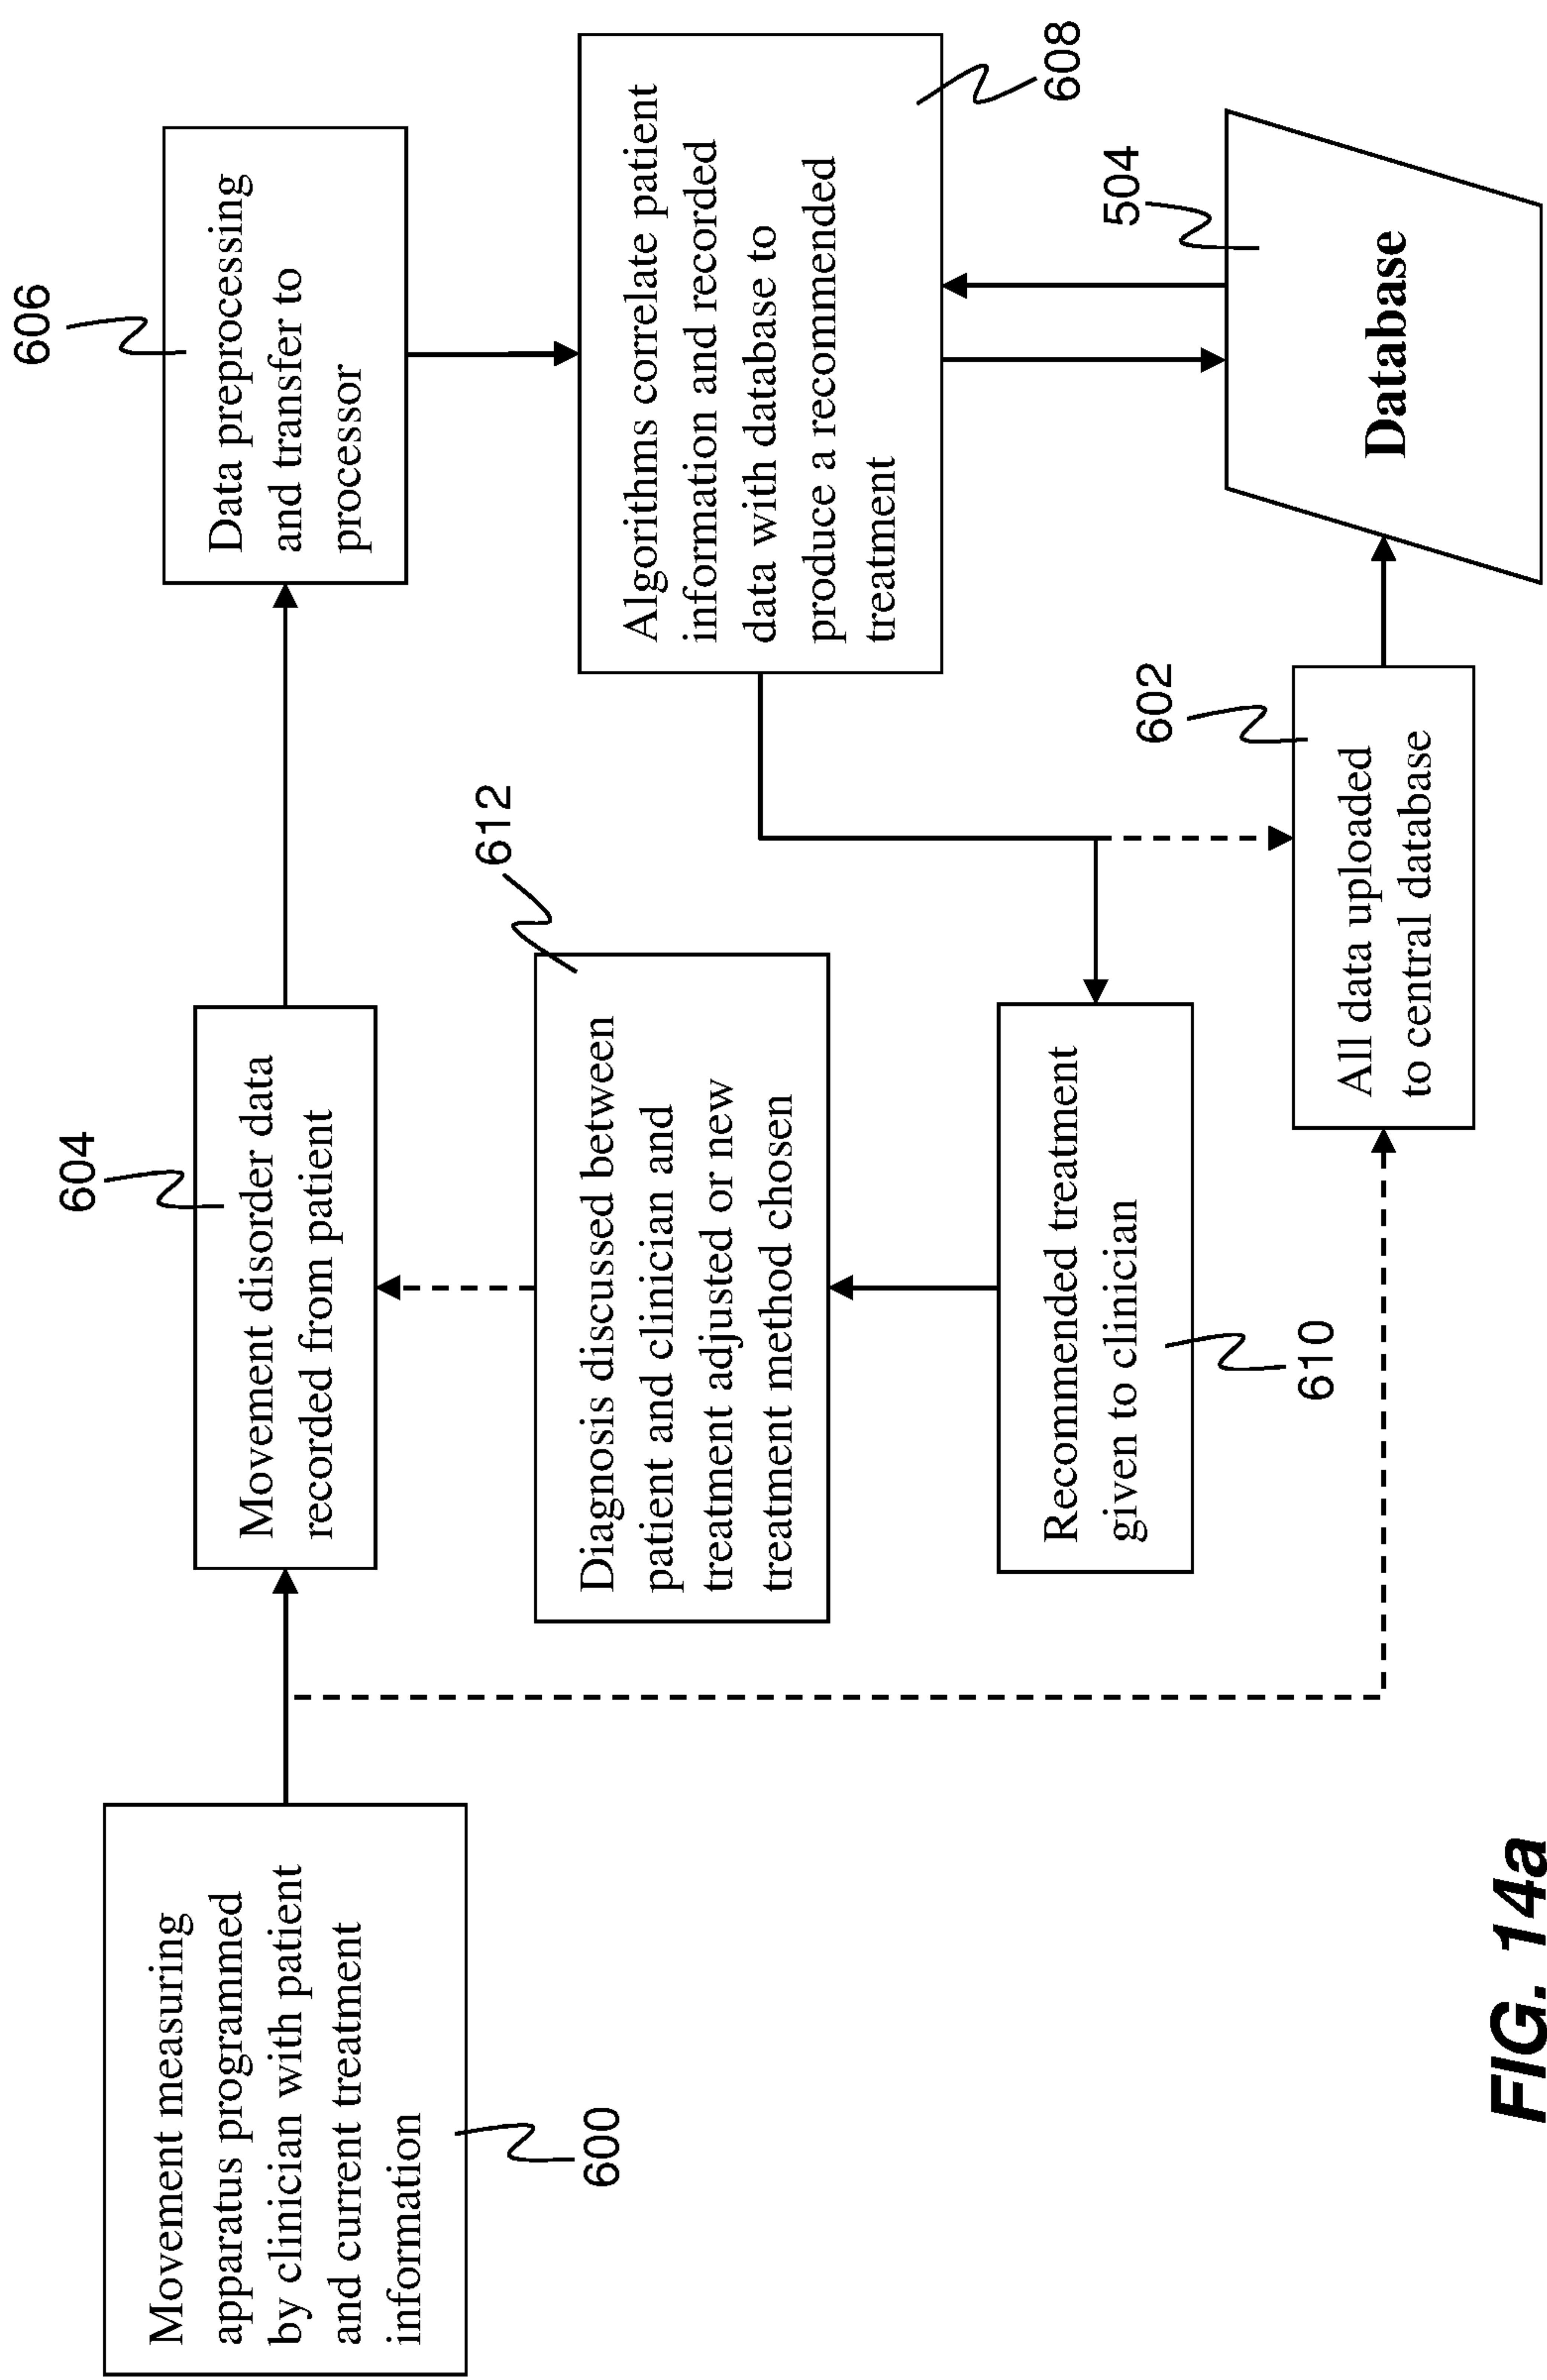 606
Data preprocessing
and transfer to
processor
604
Movement disorder data
recorded from patient
Movement measuring
apparatus programmed
by clinician with patient
and current treatment
information
600
612
Diagnosis discussed between
patient and clinician and
treatment adjusted or new
treatment method chosen
Algorithms correlate patient
information and recorded
data with database to
produce a recommended
treatment
608
Recommended treatment
given to clinician
610
602
All data uploaded
to central database
504
Database
FIG. 14a